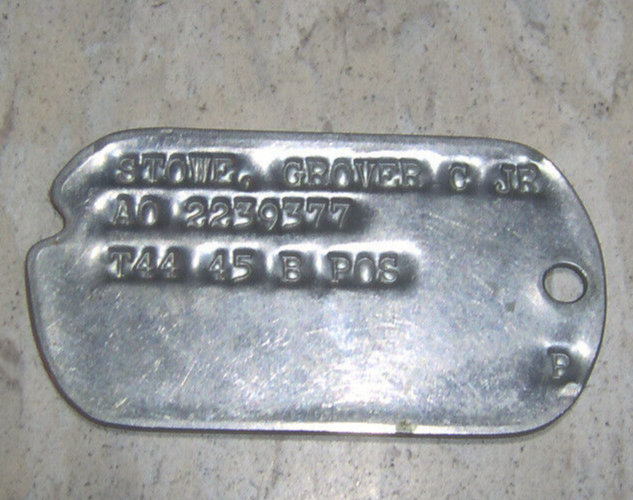 STOWE, GROVER C JR
AO 2239377
T44 45 B POS
P